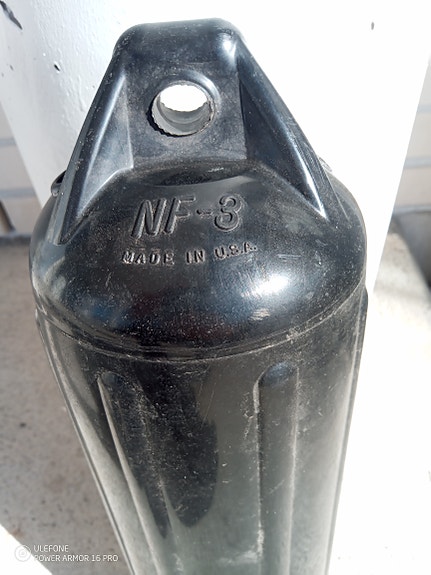 NF-3
MADE IN U.S.A.
ULEFONE
POWER ARMOR 16 PRO